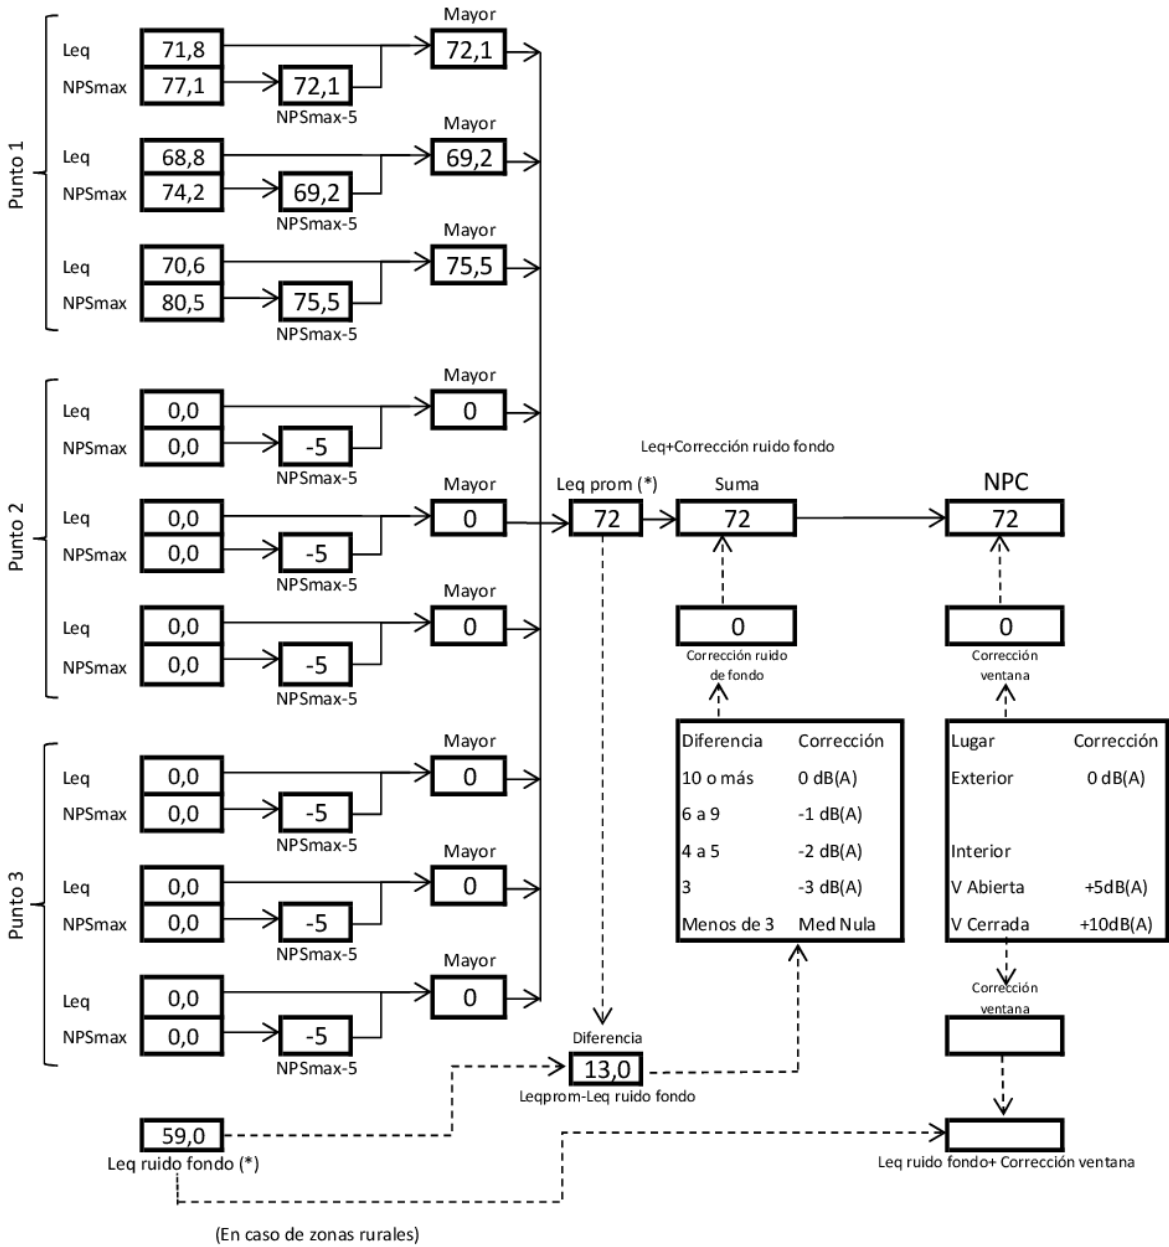 Punto 1
Mayor
Leq 71,8 72,1
NPSmax 77,1 72,1
NPSmax-5
Mayor
Leq 68,8 69,2
NPSmax 74,2 69,2
NPSmax-5
Mayor
Leq 70,6 75,5
NPSmax 80,5 75,5
NPSmax-5
Punto 2
Mayor
Leq 0,0 0
NPSmax 0,0 -5
NPSmax-5
Mayor
Leq 0,0 0
NPSmax 0,0 -5
NPSmax-5
Mayor
Leq 0,0 0
NPSmax 0,0 -5
NPSmax-5
Punto 3
Mayor
Leq 0,0 0
NPSmax 0,0 -5
NPSmax-5
Mayor
Leq 0,0 0
NPSmax 0,0 -5
NPSmax-5
Mayor
Leq 0,0 0
NPSmax 0,0 -5
NPSmax-5
59,0
Leq ruido fondo (*)
(En caso de zonas rurales)
Leq prom (*)
72
Leq+Corrección ruido fondo
Suma
72
NPC
72
0
Corrección ruido
de fondo
Diferencia Corrección
10 o más 0 dB(A)
6 a 9 -1 dB(A)
4 a 5 -2 dB(A)
3 -3 dB(A)
Menos de 3 Med Nula
Diferencia
13,0
Leqprom-Leq ruido fondo
0
Corrección
ventana
Lugar Corrección
Exterior 0 dB(A)
Interior
V Abierta +5dB(A)
V Cerrada +10dB(A)
Corrección
ventana
Leq ruido fondo+ Corrección ventana